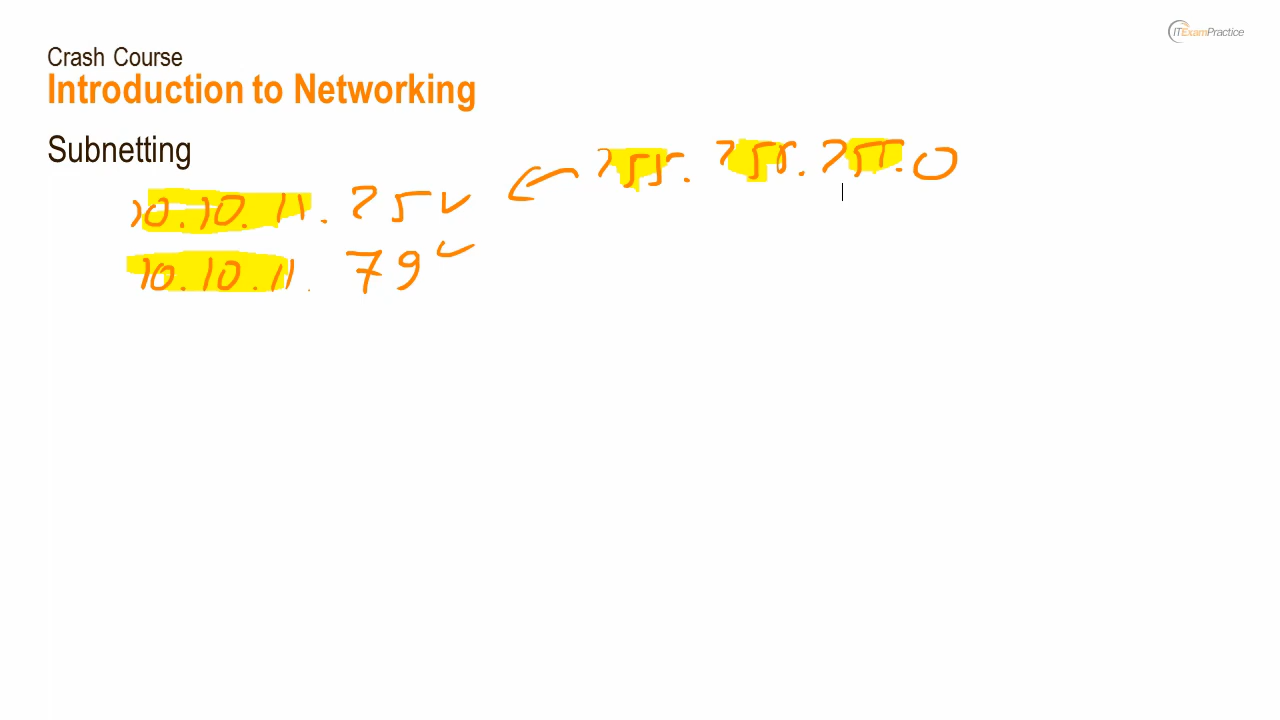 ITExamPractice
Crash Course
Introduction to Networking
Subnetting
255.255.255.0
10.10.11.25 ✓
10.10.11.79 ✓